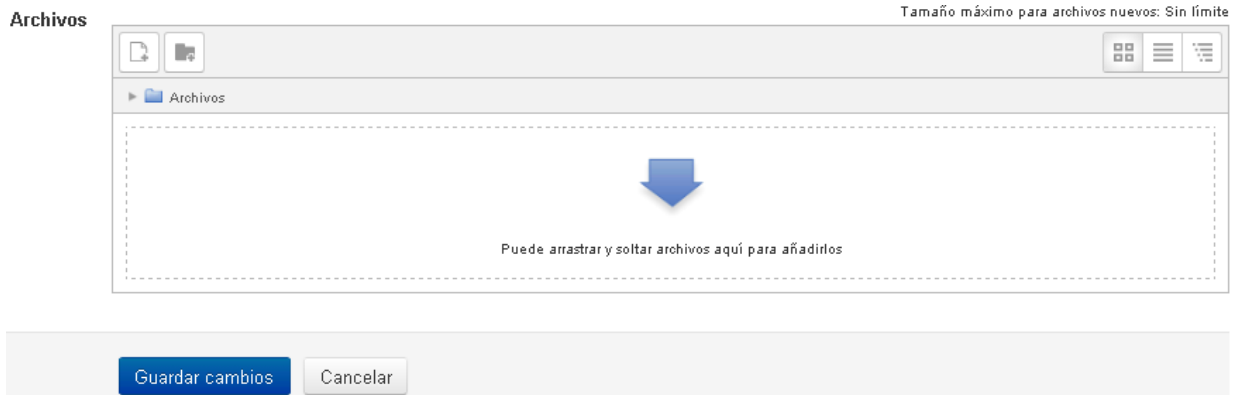 Tamaño máximo para archivos nuevos: Sin límite
Archivos
Archivos
Puede arrastrar y soltar archivos aquí para añadirlos
Guardar cambios
Cancelar